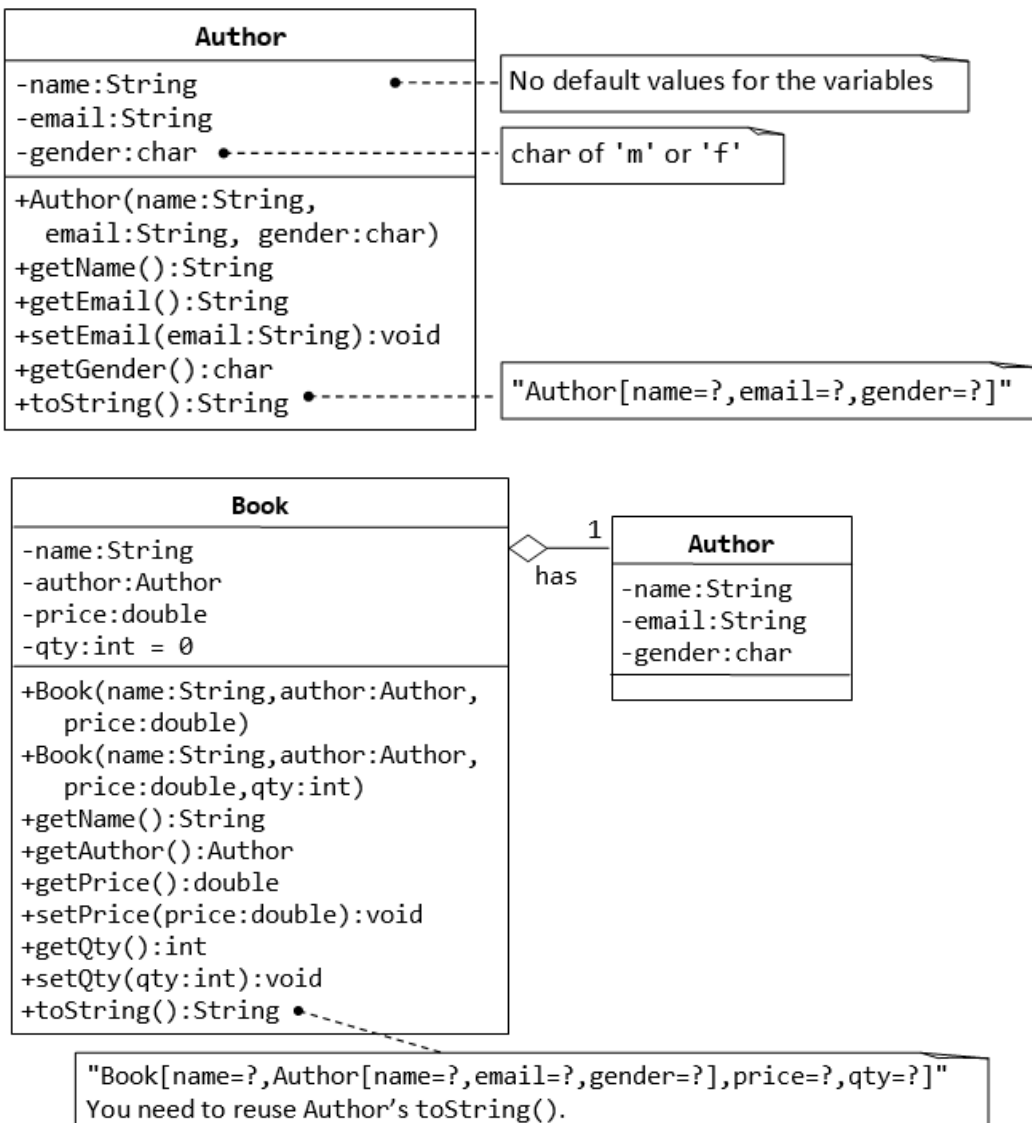 Author
-name:String
No default values for the variables
-email:String
-gender:char
char of 'm' or 'f'
+Author(name:String,
email:String, gender:char)
+getName():String
+getEmail():String
+setEmail(email:String):void
+getGender():char
+toString():String
"Author[name=?,email=?,gender=?]"
Book
-name:String
-author:Author
-price:double
-qty:int = 0
+Book(name:String,author:Author,
price:double)
+Book(name:String,author:Author,
price:double,qty:int)
+getName():String
+getAuthor():Author
+getPrice():double
+setPrice(price:double):void
+getQty():int
+setQty(qty:int):void
+toString():String
1
has
Author
-name:String
-email:String
-gender:char
"Book[name=?,Author[name=?,email=?,gender=?],price=?,qty=?]"
You need to reuse Author’s toString().